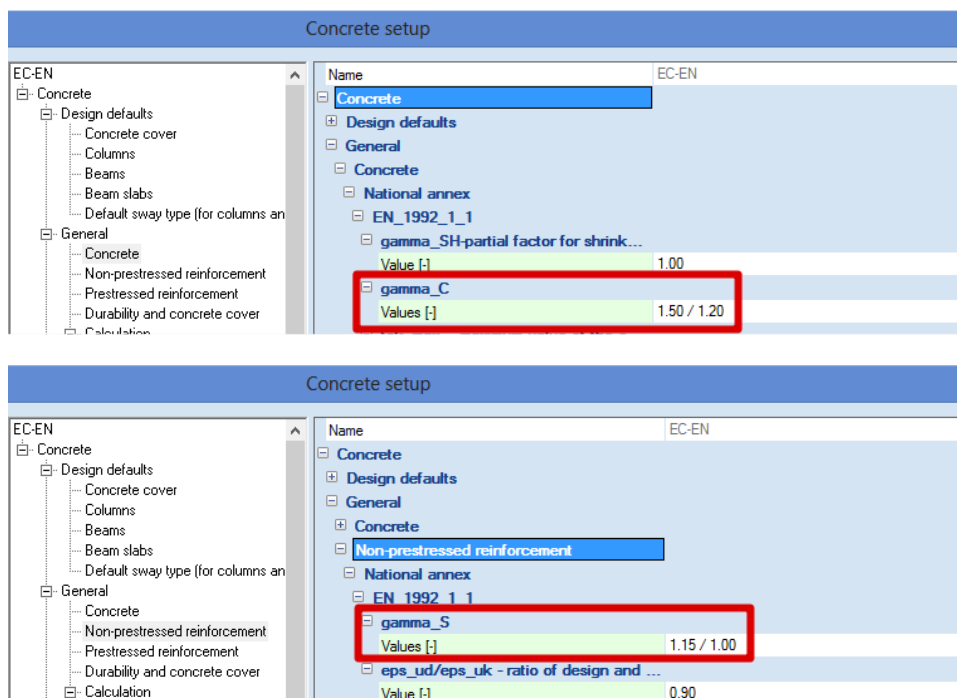 Concrete setup
EC-EN
Concrete
Design defaults
Concrete cover
Columns
Beams
Beam slabs
Default sway type (for columns an
General
Concrete
Non-prestressed reinforcement
Prestressed reinforcement
Durability and concrete cover
Calculation
Name EC-EN
Concrete
Design defaults
General
Concrete
National annex
EN_1992_1_1
gamma_SH-partial factor for shrink...
Value [-] 1.00
gamma_C
Values [-] 1.50 / 1.20
Concrete setup
EC-EN
Concrete
Design defaults
Concrete cover
Columns
Beams
Beam slabs
Default sway type (for columns an
General
Concrete
Non-prestressed reinforcement
Prestressed reinforcement
Durability and concrete cover
Calculation
Name EC-EN
Concrete
Design defaults
General
Concrete
Non-prestressed reinforcement
National annex
EN_1992_1_1
gamma_S
Values [-] 1.15 / 1.00
eps_ud/eps_uk - ratio of design and ...
Value [-] 0.90